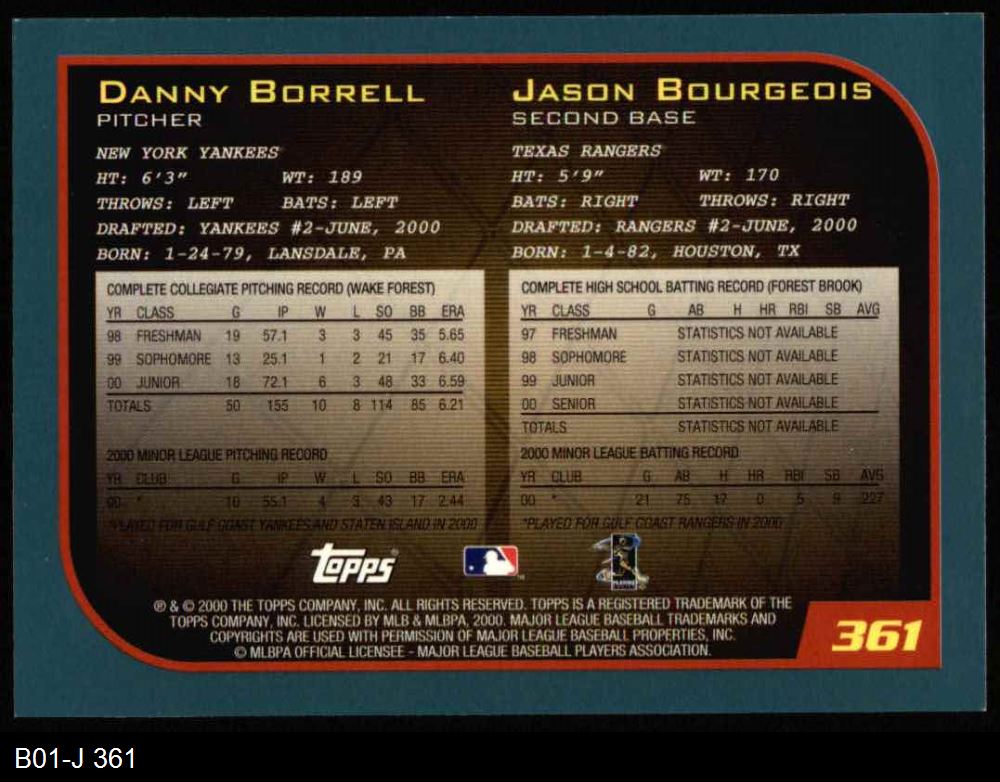 DANNY BORRELL
PITCHER
NEW YORK YANKEES
HT: 6'3" WT: 189
THROWS: LEFT BATS: LEFT
DRAFTED: YANKEES #2-JUNE, 2000
BORN: 1-24-79, LANSDALE, PA
COMPLETE COLLEGIATE PITCHING RECORD (WAKE FOREST)
YR CLASS G IP W L SO BB ERA
98 FRESHMAN 19 57.1 3 3 45 35 5.65
99 SOPHOMORE 13 25.1 1 2 21 17 6.40
00 JUNIOR 18 72.1 6 3 48 33 6.59
TOTALS 50 155 10 8 114 85 6.21
2000 MINOR LEAGUE PITCHING RECORD
YR CLUB G IP W L SO BB ERA
00 * 10 55.1 4 3 43 17 2.44
*PLAYED FOR GULF COAST YANKEES AND STATEN ISLAND IN 2000
JASON BOURGEOIS
SECOND BASE
TEXAS RANGERS
HT: 5'9" WT: 170
BATS: RIGHT THROWS: RIGHT
DRAFTED: RANGERS #2-JUNE, 2000
BORN: 1-4-82, HOUSTON, TX
COMPLETE HIGH SCHOOL BATTING RECORD (FOREST BROOK)
YR CLASS G AB H HR RBI SB AVG
97 FRESHMAN STATISTICS NOT AVAILABLE
98 SOPHOMORE STATISTICS NOT AVAILABLE
99 JUNIOR STATISTICS NOT AVAILABLE
00 SENIOR STATISTICS NOT AVAILABLE
TOTALS STATISTICS NOT AVAILABLE
2000 MINOR LEAGUE BATTING RECORD
YR CLUB G AB H HR RBI SB AVG
00 * 21 75 17 0 5 9 .227
*PLAYED FOR GULF COAST RANGERS IN 2000
Topps
℗ & © 2000 THE TOPPS COMPANY, INC. ALL RIGHTS RESERVED. TOPPS IS A REGISTERED TRADEMARK OF THE
TOPPS COMPANY, INC. LICENSED BY MLB & MLBPA, 2000. MAJOR LEAGUE BASEBALL TRADEMARKS AND
COPYRIGHTS ARE USED WITH PERMISSION OF MAJOR LEAGUE BASEBALL PROPERTIES, INC.
© MLBPA OFFICIAL LICENSEE - MAJOR LEAGUE BASEBALL PLAYERS ASSOCIATION.
361
B01-J 361